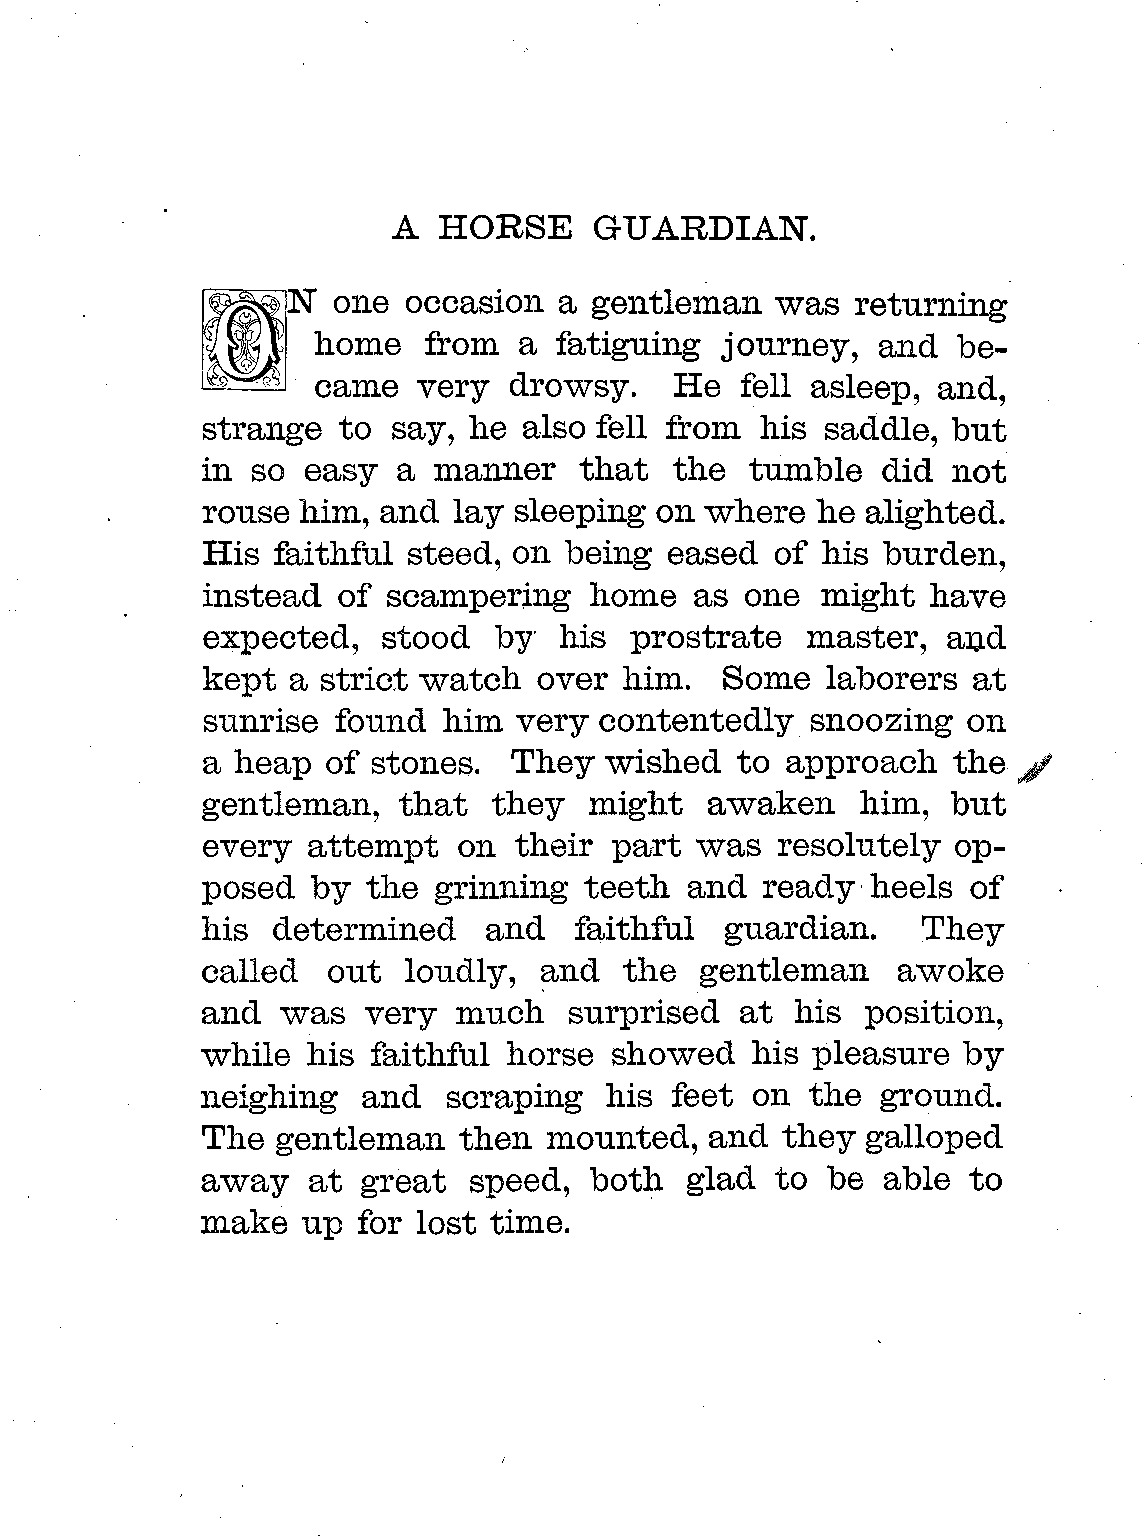 A HORSE GUARDIAN.
ON one occasion a gentleman was returning
home from a fatiguing journey, and be-
came very drowsy. He fell asleep, and,
strange to say, he also fell from his saddle, but
in so easy a manner that the tumble did not
rouse him, and lay sleeping on where he alighted.
His faithful steed, on being eased of his burden,
instead of scampering home as one might have
expected, stood by his prostrate master, and
kept a strict watch over him. Some laborers at
sunrise found him very contentedly snoozing on
a heap of stones. They wished to approach the
gentleman, that they might awaken him, but
every attempt on their part was resolutely op-
posed by the grinning teeth and ready heels of
his determined and faithful guardian. They
called out loudly, and the gentleman awoke
and was very much surprised at his position,
while his faithful horse showed his pleasure by
neighing and scraping his feet on the ground.
The gentleman then mounted, and they galloped
away at great speed, both glad to be able to
make up for lost time.